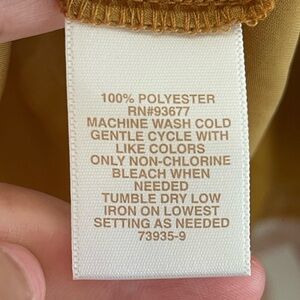 100% POLYESTER
RN#93677
MACHINE WASH COLD
GENTLE CYCLE WITH
LIKE COLORS
ONLY NON-CHLORINE
BLEACH WHEN
NEEDED
TUMBLE DRY LOW
IRON ON LOWEST
SETTING AS NEEDED
73935-9